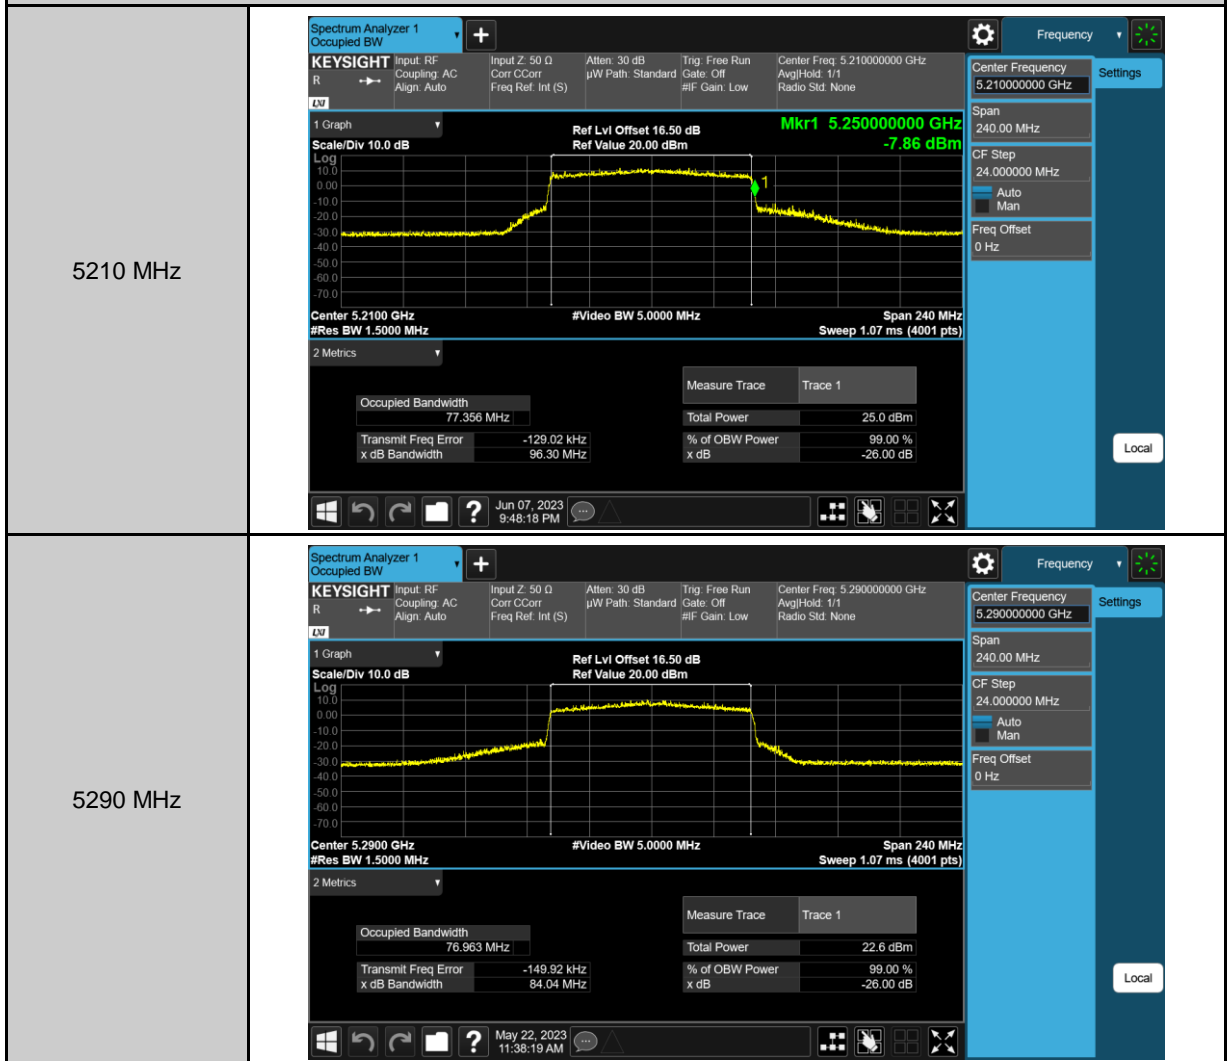 5210 MHz
Spectrum Analyzer 1
Occupied BW
+
Frequency
KEYSIGHT
R
LXI
Input: RF
Coupling: AC
Align: Auto
Input Z: 50 Ω
Corr CCorr
Freq Ref: Int (S)
Atten: 30 dB
µW Path: Standard
Trig: Free Run
Gate: Off
#IF Gain: Low
Center Freq: 5.210000000 GHz
Avg|Hold: 1/1
Radio Std: None
Center Frequency
5.210000000 GHz
Settings
Span
240.00 MHz
CF Step
24.000000 MHz
Auto
Man
Freq Offset
0 Hz
Local
1 Graph
Scale/Div 10.0 dB
Ref Lvl Offset 16.50 dB
Ref Value 20.00 dBm
Mkr1 5.250000000 GHz
-7.86 dBm
Log
10.0
0.00
-10.0
-20.0
-30.0
-40.0
-50.0
-60.0
-70.0
1
Center 5.2100 GHz
#Video BW 5.0000 MHz
Span 240 MHz
#Res BW 1.5000 MHz
Sweep 1.07 ms (4001 pts)
2 Metrics
Measure Trace Trace 1
Occupied Bandwidth
77.356 MHz
Total Power 25.0 dBm
Transmit Freq Error -129.02 kHz
% of OBW Power 99.00 %
x dB Bandwidth 96.30 MHz
x dB -26.00 dB
?
Jun 07, 2023
9:48:18 PM
5290 MHz
Spectrum Analyzer 1
Occupied BW
+
Frequency
KEYSIGHT
R
LXI
Input: RF
Coupling: AC
Align: Auto
Input Z: 50 Ω
Corr CCorr
Freq Ref: Int (S)
Atten: 30 dB
µW Path: Standard
Trig: Free Run
Gate: Off
#IF Gain: Low
Center Freq: 5.290000000 GHz
Avg|Hold: 1/1
Radio Std: None
Center Frequency
5.290000000 GHz
Settings
Span
240.00 MHz
CF Step
24.000000 MHz
Auto
Man
Freq Offset
0 Hz
Local
1 Graph
Scale/Div 10.0 dB
Ref Lvl Offset 16.50 dB
Ref Value 20.00 dBm
Log
10.0
0.00
-10.0
-20.0
-30.0
-40.0
-50.0
-60.0
-70.0
Center 5.2900 GHz
#Video BW 5.0000 MHz
Span 240 MHz
#Res BW 1.5000 MHz
Sweep 1.07 ms (4001 pts)
2 Metrics
Measure Trace Trace 1
Occupied Bandwidth
76.963 MHz
Total Power 22.6 dBm
Transmit Freq Error -149.92 kHz
% of OBW Power 99.00 %
x dB Bandwidth 84.04 MHz
x dB -26.00 dB
?
May 22, 2023
11:38:19 AM